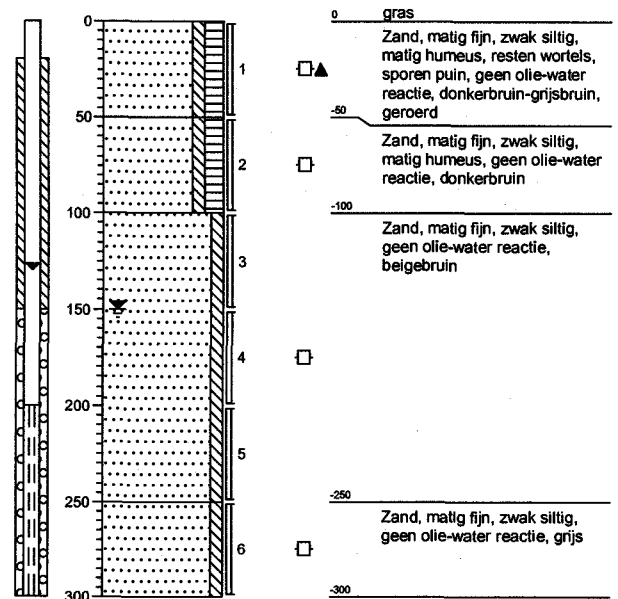 0
50
100
150
200
250
300
1
2
3
4
5
6
0
gras
Zand, matig fijn, zwak siltig,
matig humeus, resten wortels,
sporen puin, geen olie-water
reactie, donkerbruin-grijsbruin,
geroerd
-50
Zand, matig fijn, zwak siltig,
matig humeus, geen olie-water
reactie, donkerbruin
-100
Zand, matig fijn, zwak siltig,
geen olie-water reactie,
beigebruin
-250
Zand, matig fijn, zwak siltig,
geen olie-water reactie, grijs
-300